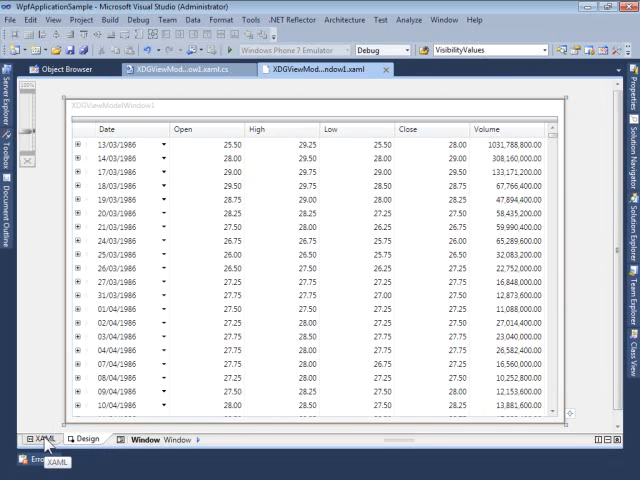 WpfApplicationSample - Microsoft Visual Studio (Administrator)
File Edit View Project Build Debug Team Data Format Tools .NET Reflector Architecture Test Analyze Window Help
Windows Phone 7 Emulator Debug VisibilityValues
Object Browser XDGViewMod...ow1.xaml.cs XDGViewMod...ndow1.xaml
100%
XDGViewModelWindow1
Date Open High Low Close Volume
13/03/1986 25.50 29.25 25.50 28.00 1031,788,800.00
14/03/1986 28.00 29.50 28.00 29.00 308,160,000.00
17/03/1986 29.00 29.75 29.00 29.50 133,171,200.00
18/03/1986 29.50 29.75 28.50 28.75 67,766,400.00
19/03/1986 28.75 29.00 28.00 28.25 47,894,400.00
20/03/1986 28.25 28.25 27.25 27.50 58,435,200.00
21/03/1986 27.50 28.00 26.25 26.75 59,990,400.00
24/03/1986 26.75 26.75 25.75 26.00 65,289,600.00
25/03/1986 26.00 26.50 25.75 26.50 32,083,200.00
26/03/1986 26.50 27.50 26.25 27.25 22,752,000.00
27/03/1986 27.25 27.75 27.25 27.50 16,848,000.00
31/03/1986 27.75 27.75 27.00 27.50 12,873,600.00
01/04/1986 27.50 27.50 27.25 27.25 11,088,000.00
02/04/1986 27.25 28.00 27.25 27.50 27,014,400.00
03/04/1986 27.75 28.00 27.75 27.75 23,040,000.00
04/04/1986 27.75 28.00 27.75 27.75 26,582,400.00
07/04/1986 27.75 27.75 27.25 27.50 16,560,000.00
08/04/1986 27.25 27.75 27.25 27.50 10,252,800.00
09/04/1986 27.50 28.00 27.50 28.00 12,153,600.00
10/04/1986 28.00 28.50 27.50 28.25 13,881,600.00
XAML Design Window Window
Erro
XAML
Server Explorer
Toolbox
Document Outline
Properties
Solution Explorer
Team Explorer
Class View